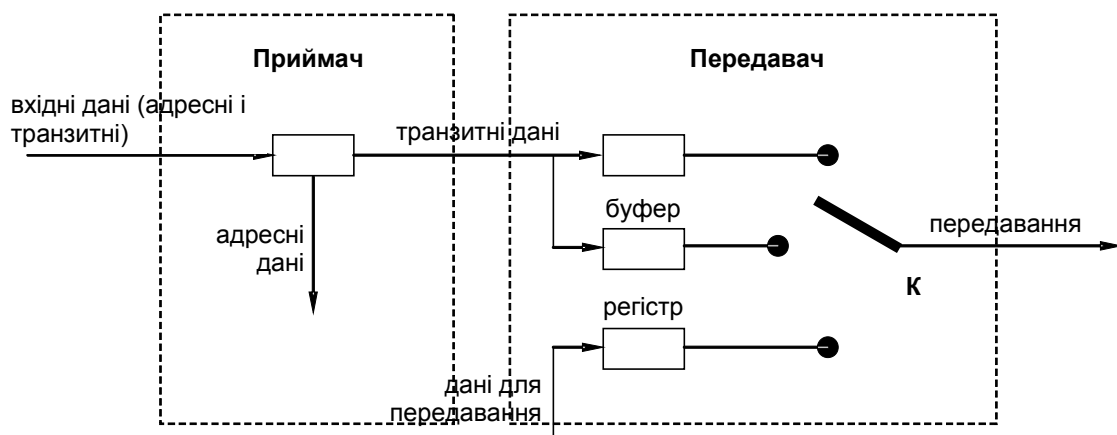 Приймач
Передавач
вхідні дані (адресні і
транзитні)
транзитні дані
адресні
дані
буфер
передавання
К
регістр
дані для
передавання